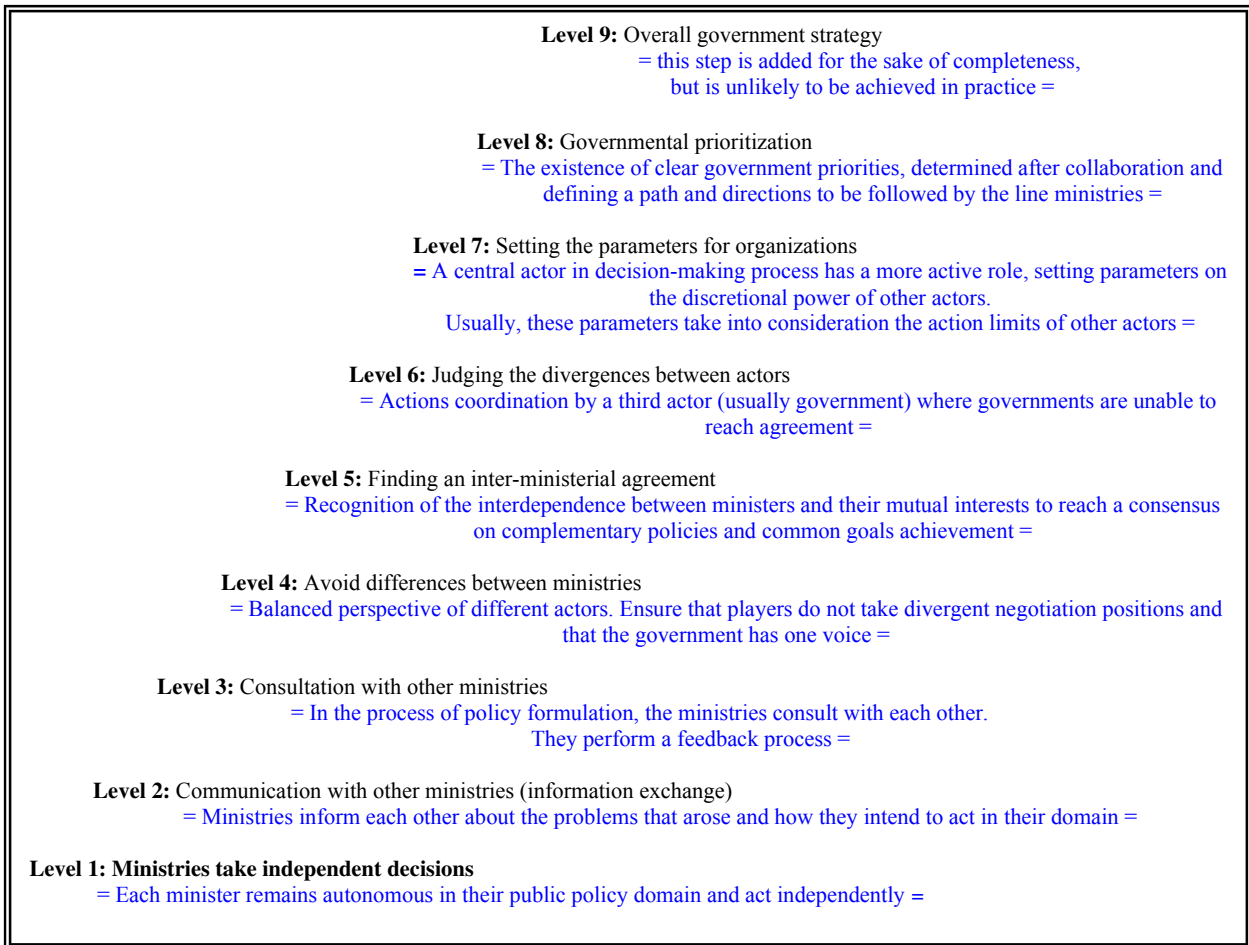 Level 9: Overall government strategy
= this step is added for the sake of completeness,
but is unlikely to be achieved in practice =
Level 8: Governmental prioritization
= The existence of clear government priorities, determined after collaboration and
defining a path and directions to be followed by the line ministries =
Level 7: Setting the parameters for organizations
= A central actor in decision-making process has a more active role, setting parameters on
the discretional power of other actors.
Usually, these parameters take into consideration the action limits of other actors =
Level 6: Judging the divergences between actors
= Actions coordination by a third actor (usually government) where governments are unable to
reach agreement =
Level 5: Finding an inter-ministerial agreement
= Recognition of the interdependence between ministers and their mutual interests to reach a consensus
on complementary policies and common goals achievement =
Level 4: Avoid differences between ministries
= Balanced perspective of different actors. Ensure that players do not take divergent negotiation positions and
that the government has one voice =
Level 3: Consultation with other ministries
= In the process of policy formulation, the ministries consult with each other.
They perform a feedback process =
Level 2: Communication with other ministries (information exchange)
= Ministries inform each other about the problems that arose and how they intend to act in their domain =
Level 1: Ministries take independent decisions
= Each minister remains autonomous in their public policy domain and act independently =